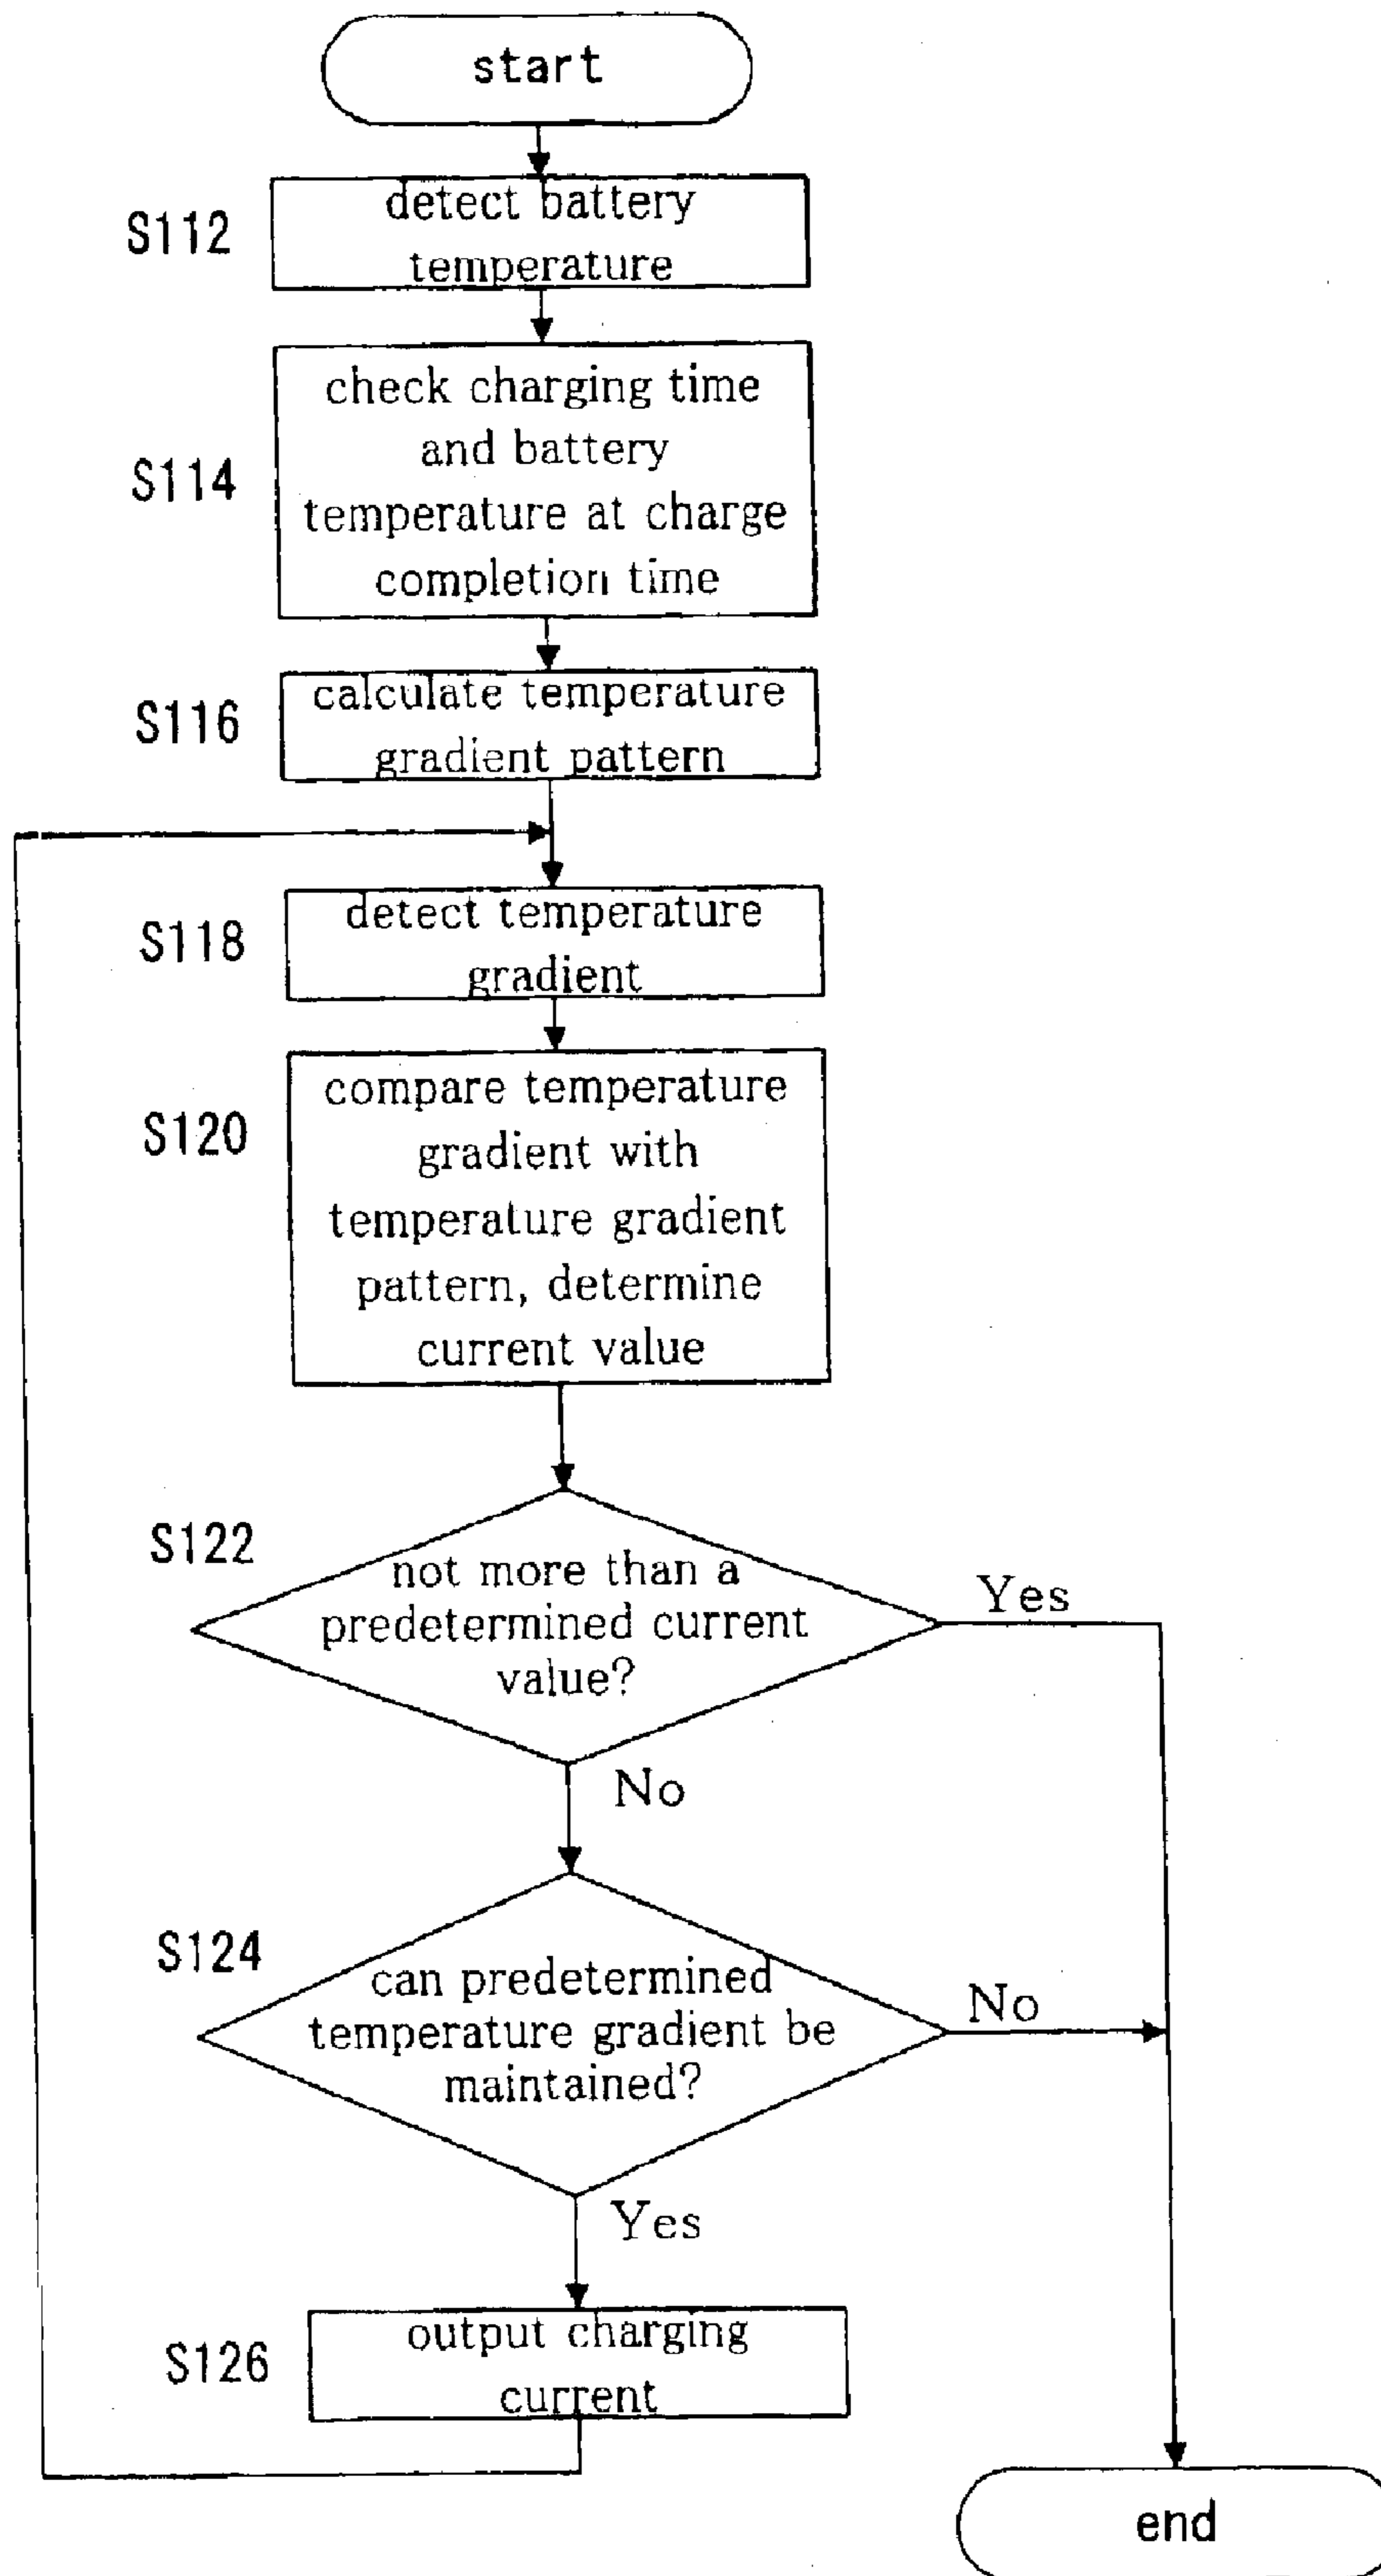 start
S112
detect battery
temperature
S114
check charging time
and battery
temperature at charge
completion time
S116
calculate temperature
gradient pattern
S118
detect temperature
gradient
S120
compare temperature
gradient with
temperature gradient
pattern, determine
current value
S122
not more than a
predetermined current
value?
Yes
No
S124
can predetermined
temperature gradient be
maintained?
No
Yes
S126
output charging
current
end